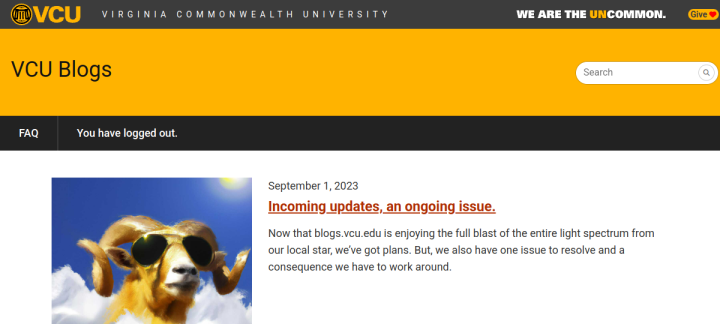 VCU VIRGINIA COMMONWEALTH UNIVERSITY WE ARE THE UNCOMMON. Give
VCU Blogs
Search
FAQ You have logged out.
September 1, 2023
Incoming updates, an ongoing issue.
Now that blogs.vcu.edu is enjoying the full blast of the entire light spectrum from
our local star, we've got plans. But, we also have one issue to resolve and a
consequence we have to work around.